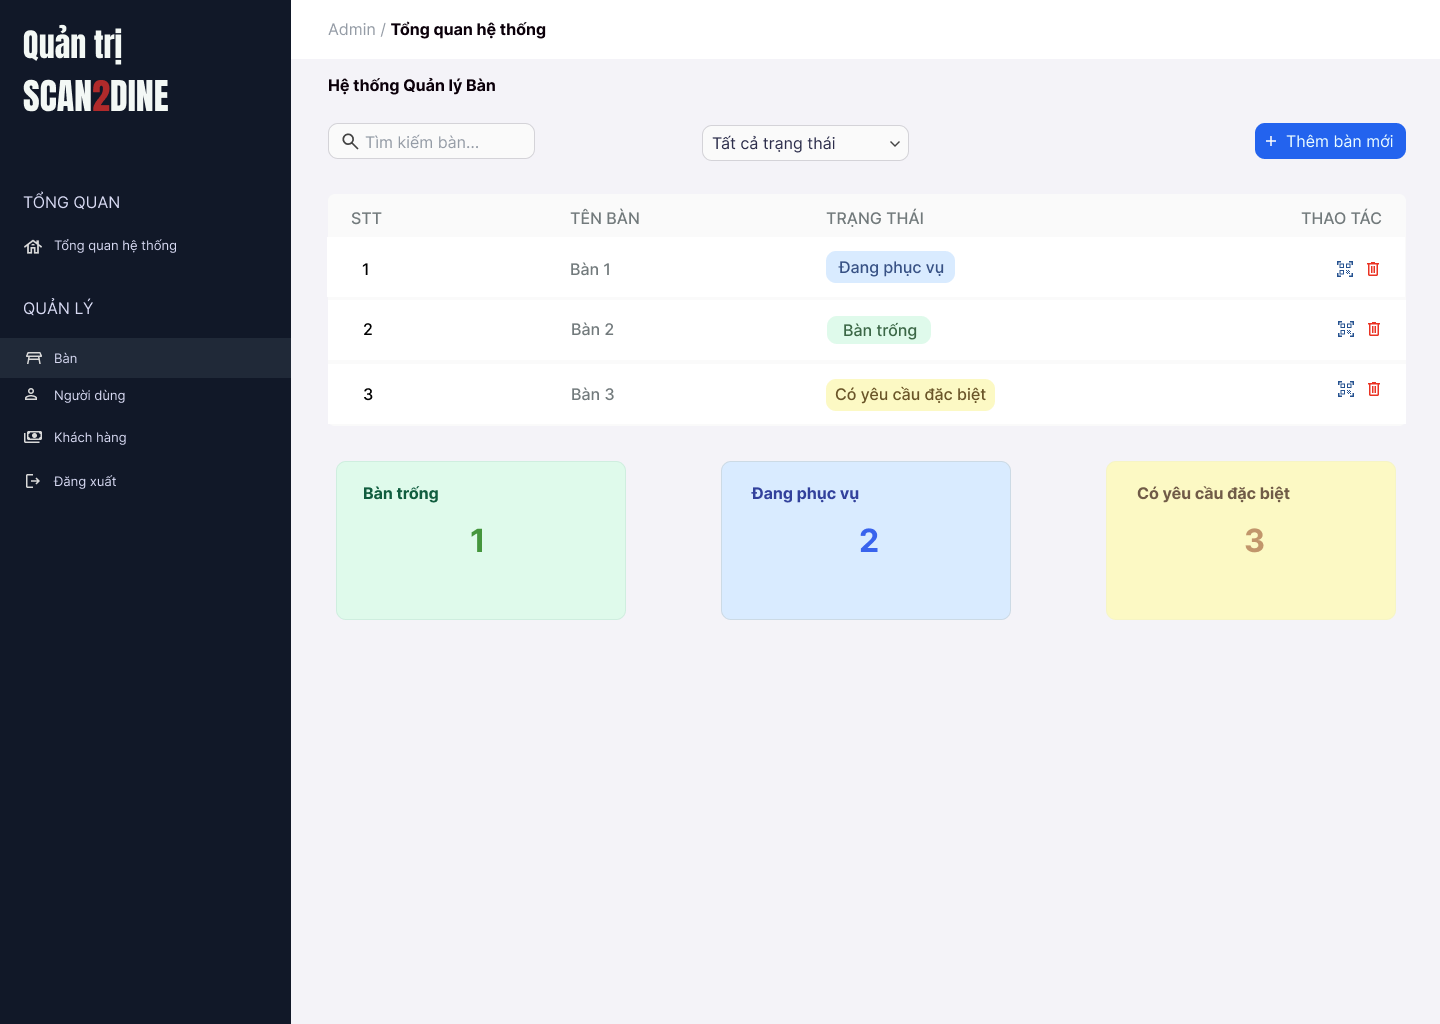 Quản trị
SCAN2DINE
TỔNG QUAN
Tổng quan hệ thống
QUẢN LÝ
Bàn
Người dùng
Khách hàng
Đăng xuất
Admin / Tổng quan hệ thống
Hệ thống Quản lý Bàn
Tìm kiếm bàn...
Tất cả trạng thái
+ Thêm bàn mới
STT TÊN BÀN TRẠNG THÁI THAO TÁC
1 Bàn 1 Đang phục vụ
2 Bàn 2 Bàn trống
3 Bàn 3 Có yêu cầu đặc biệt
Bàn trống
1
Đang phục vụ
2
Có yêu cầu đặc biệt
3